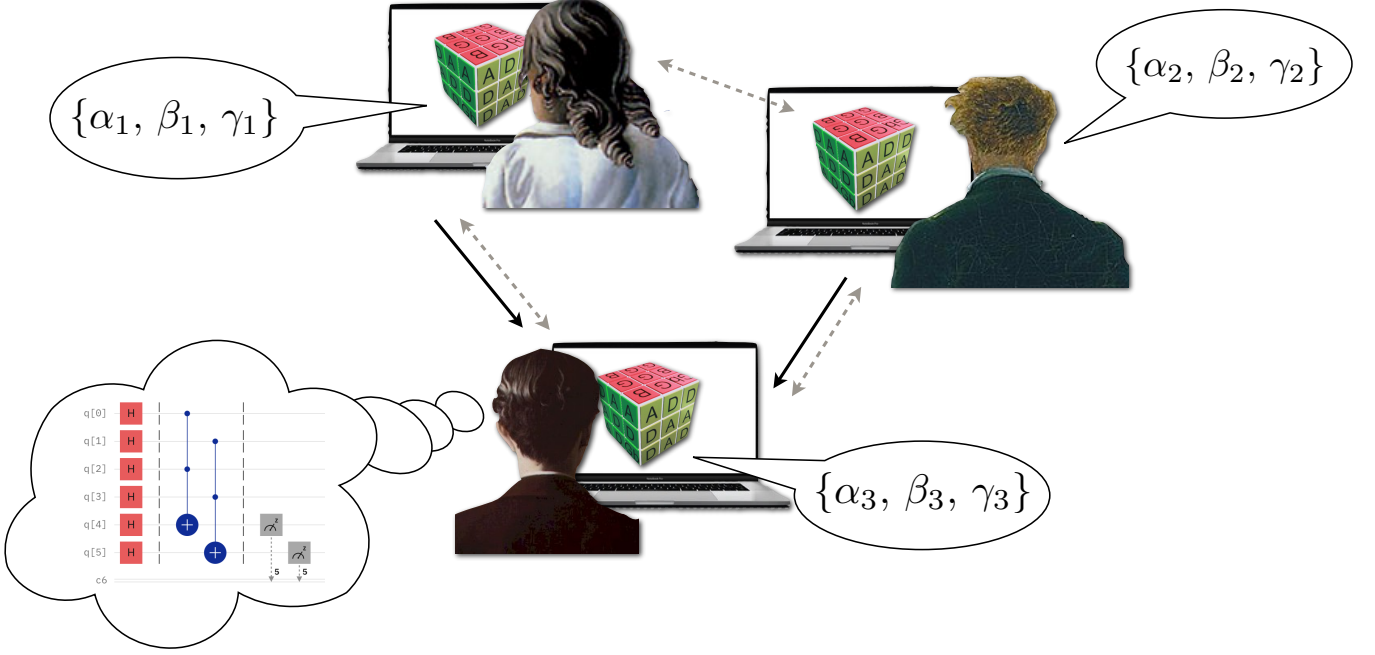 {α₁, β₁, γ₁}
{α₂, β₂, γ₂}
{α₃, β₃, γ₃}
B G
G B
A A
A D
D A
D A D
B G B
B G
A A
A D D
D A A
D A D
B G B
B G
A A
A D D
D A A
D A D
q[0] H
q[1] H
q[2] H
q[3] H
q[4] H z
q[5] H z
c6 5 5